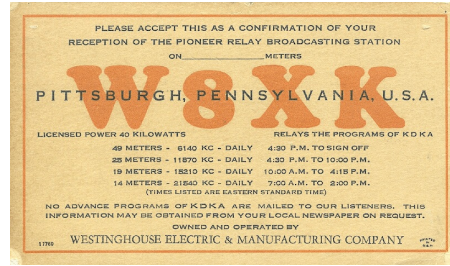 PLEASE ACCEPT THIS AS A CONFIRMATION OF YOUR
RECEPTION OF THE PIONEER RELAY BROADCASTING STATION
ON______________METERS
W8XK
PITTSBURGH, PENNSYLVANIA, U.S.A.
LICENSED POWER 40 KILOWATTS RELAYS THE PROGRAMS OF KDKA
49 METERS - 6140 KC - DAILY 4:30 P.M. TO SIGN OFF
25 METERS - 11870 KC - DAILY 4:30 P.M. TO 10:00 P.M.
19 METERS - 15210 KC - DAILY 10:00 A.M. TO 4:15 P.M.
14 METERS - 21540 KC - DAILY 7:00 A.M. TO 2:00 P.M.
(TIMES LISTED ARE EASTERN STANDARD TIME)
NO ADVANCE PROGRAMS OF KDKA ARE MAILED TO OUR LISTENERS. THIS
INFORMATION MAY BE OBTAINED FROM YOUR LOCAL NEWSPAPER ON REQUEST.
OWNED AND OPERATED BY
WESTINGHOUSE ELECTRIC & MANUFACTURING COMPANY